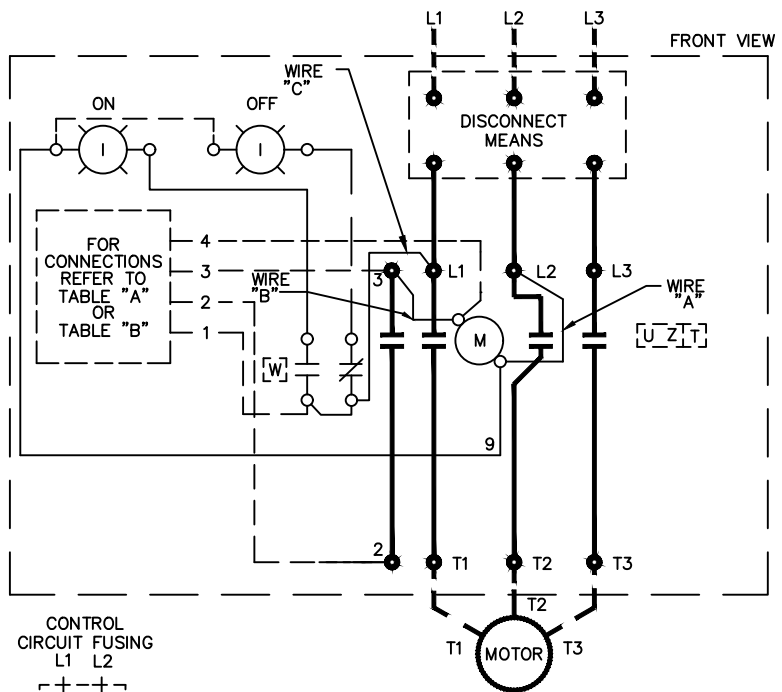 L1 L2 L3
FRONT VIEW
WIRE
"C"
ON OFF
DISCONNECT
MEANS
I I
FOR
CONNECTIONS
REFER TO
TABLE "A"
OR
TABLE "B"
4
3
2
1
WIRE
"B"
3 L1 L2 L3
WIRE
"A"
M
U Z T
W
9
2 T1 T2 T3
T2
T1 MOTOR T3
CONTROL
CIRCUIT FUSING
L1 L2